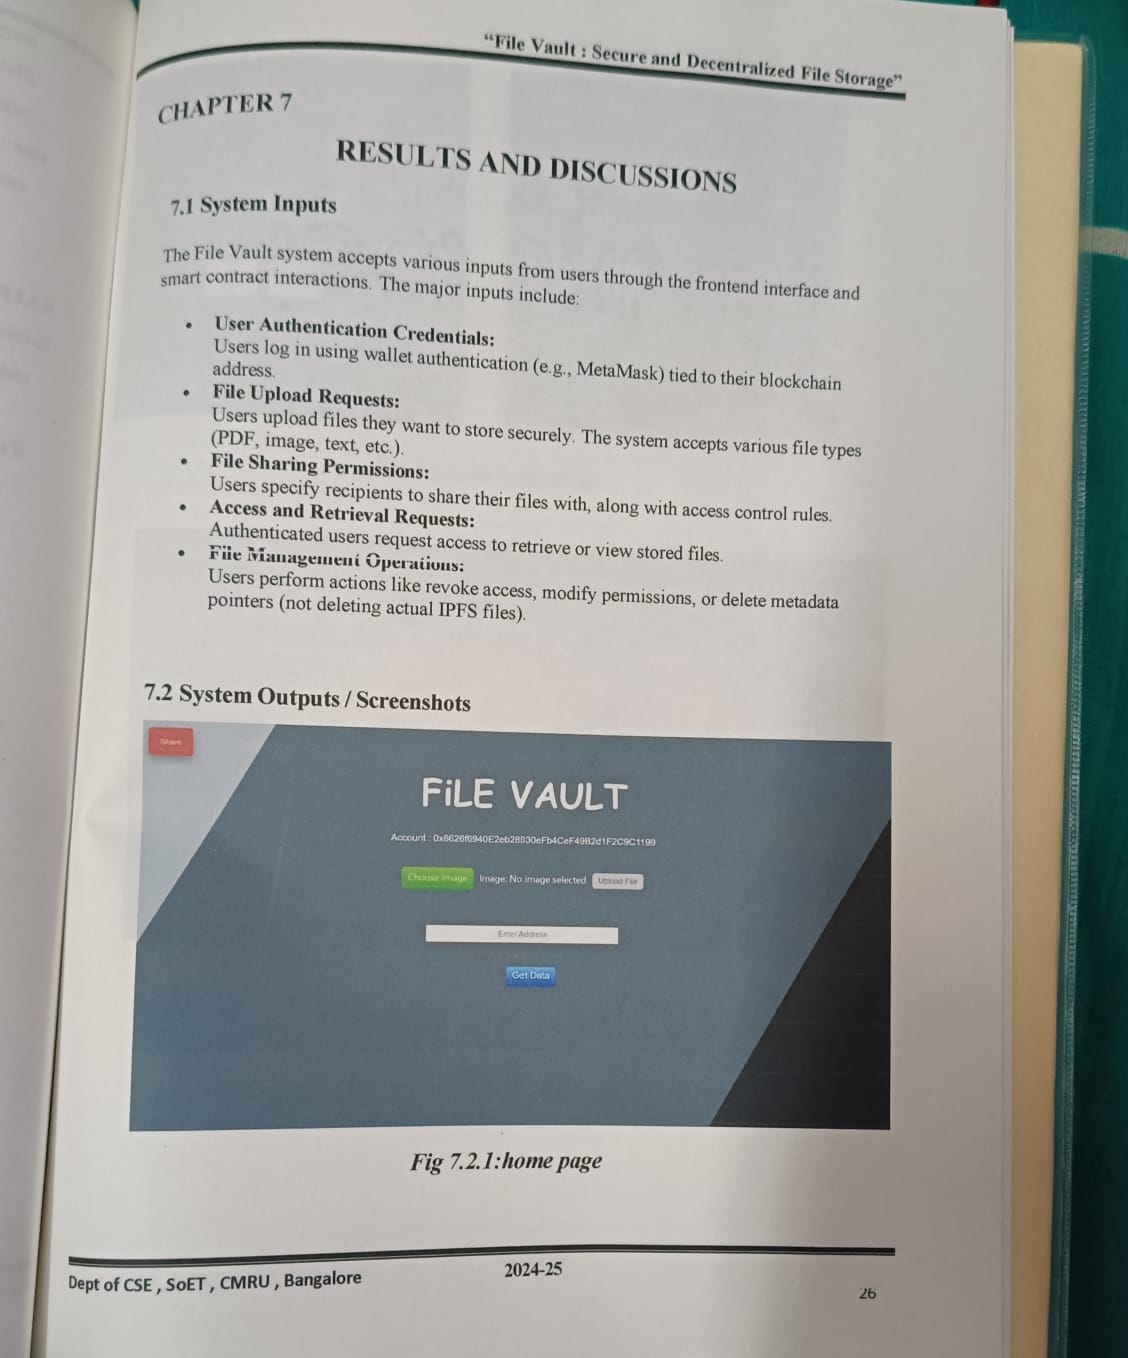 “File Vault : Secure and Decentralized File Storage”
CHAPTER 7
RESULTS AND DISCUSSIONS
7.1 System Inputs
The File Vault system accepts various inputs from users through the frontend interface and
smart contract interactions. The major inputs include:
• User Authentication Credentials:
Users log in using wallet authentication (e.g., MetaMask) tied to their blockchain
address.
• File Upload Requests:
Users upload files they want to store securely. The system accepts various file types
(PDF, image, text, etc.).
• File Sharing Permissions:
Users specify recipients to share their files with, along with access control rules.
• Access and Retrieval Requests:
Authenticated users request access to retrieve or view stored files.
• File Management Operations:
Users perform actions like revoke access, modify permissions, or delete metadata
pointers (not deleting actual IPFS files).
7.2 System Outputs / Screenshots
Share
FiLE VAULT
Account : 0x8626f6940E2eb28930eFb4CeF49B2d1F2C9C1199
Choose Image Image: No image selected Upload File
Enter Address
Get Data
Fig 7.2.1:home page
Dept of CSE , SoET , CMRU , Bangalore
2024-25
26